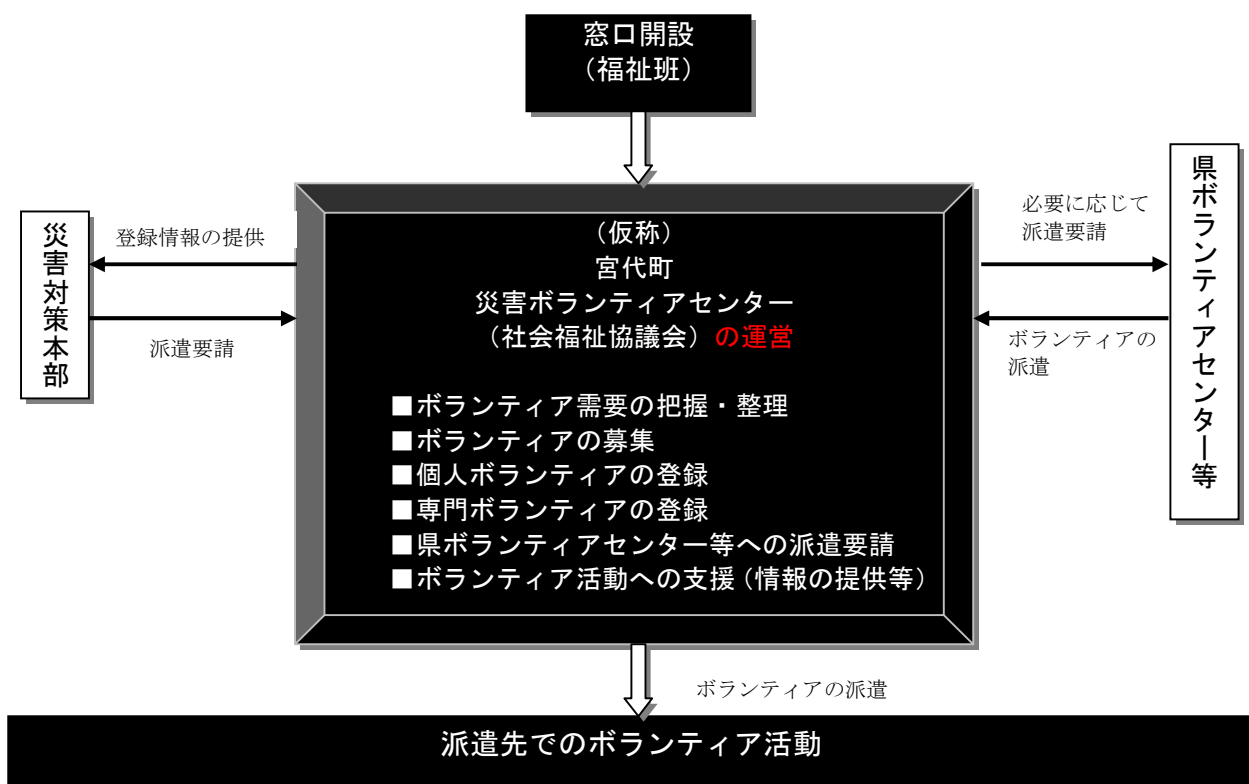 窓口開設
（福祉班）
災害対策本部
登録情報の提供
派遣要請
（仮称）
宮代町
災害ボランティアセンター
（社会福祉協議会）の運営
■ボランティア需要の把握・整理
■ボランティアの募集
■個人ボランティアの登録
■専門ボランティアの登録
■県ボランティアセンター等への派遣要請
■ボランティア活動への支援（情報の提供等）
必要に応じて
派遣要請
ボランティアの
派遣
県ボランティアセンター等
ボランティアの派遣
派遣先でのボランティア活動